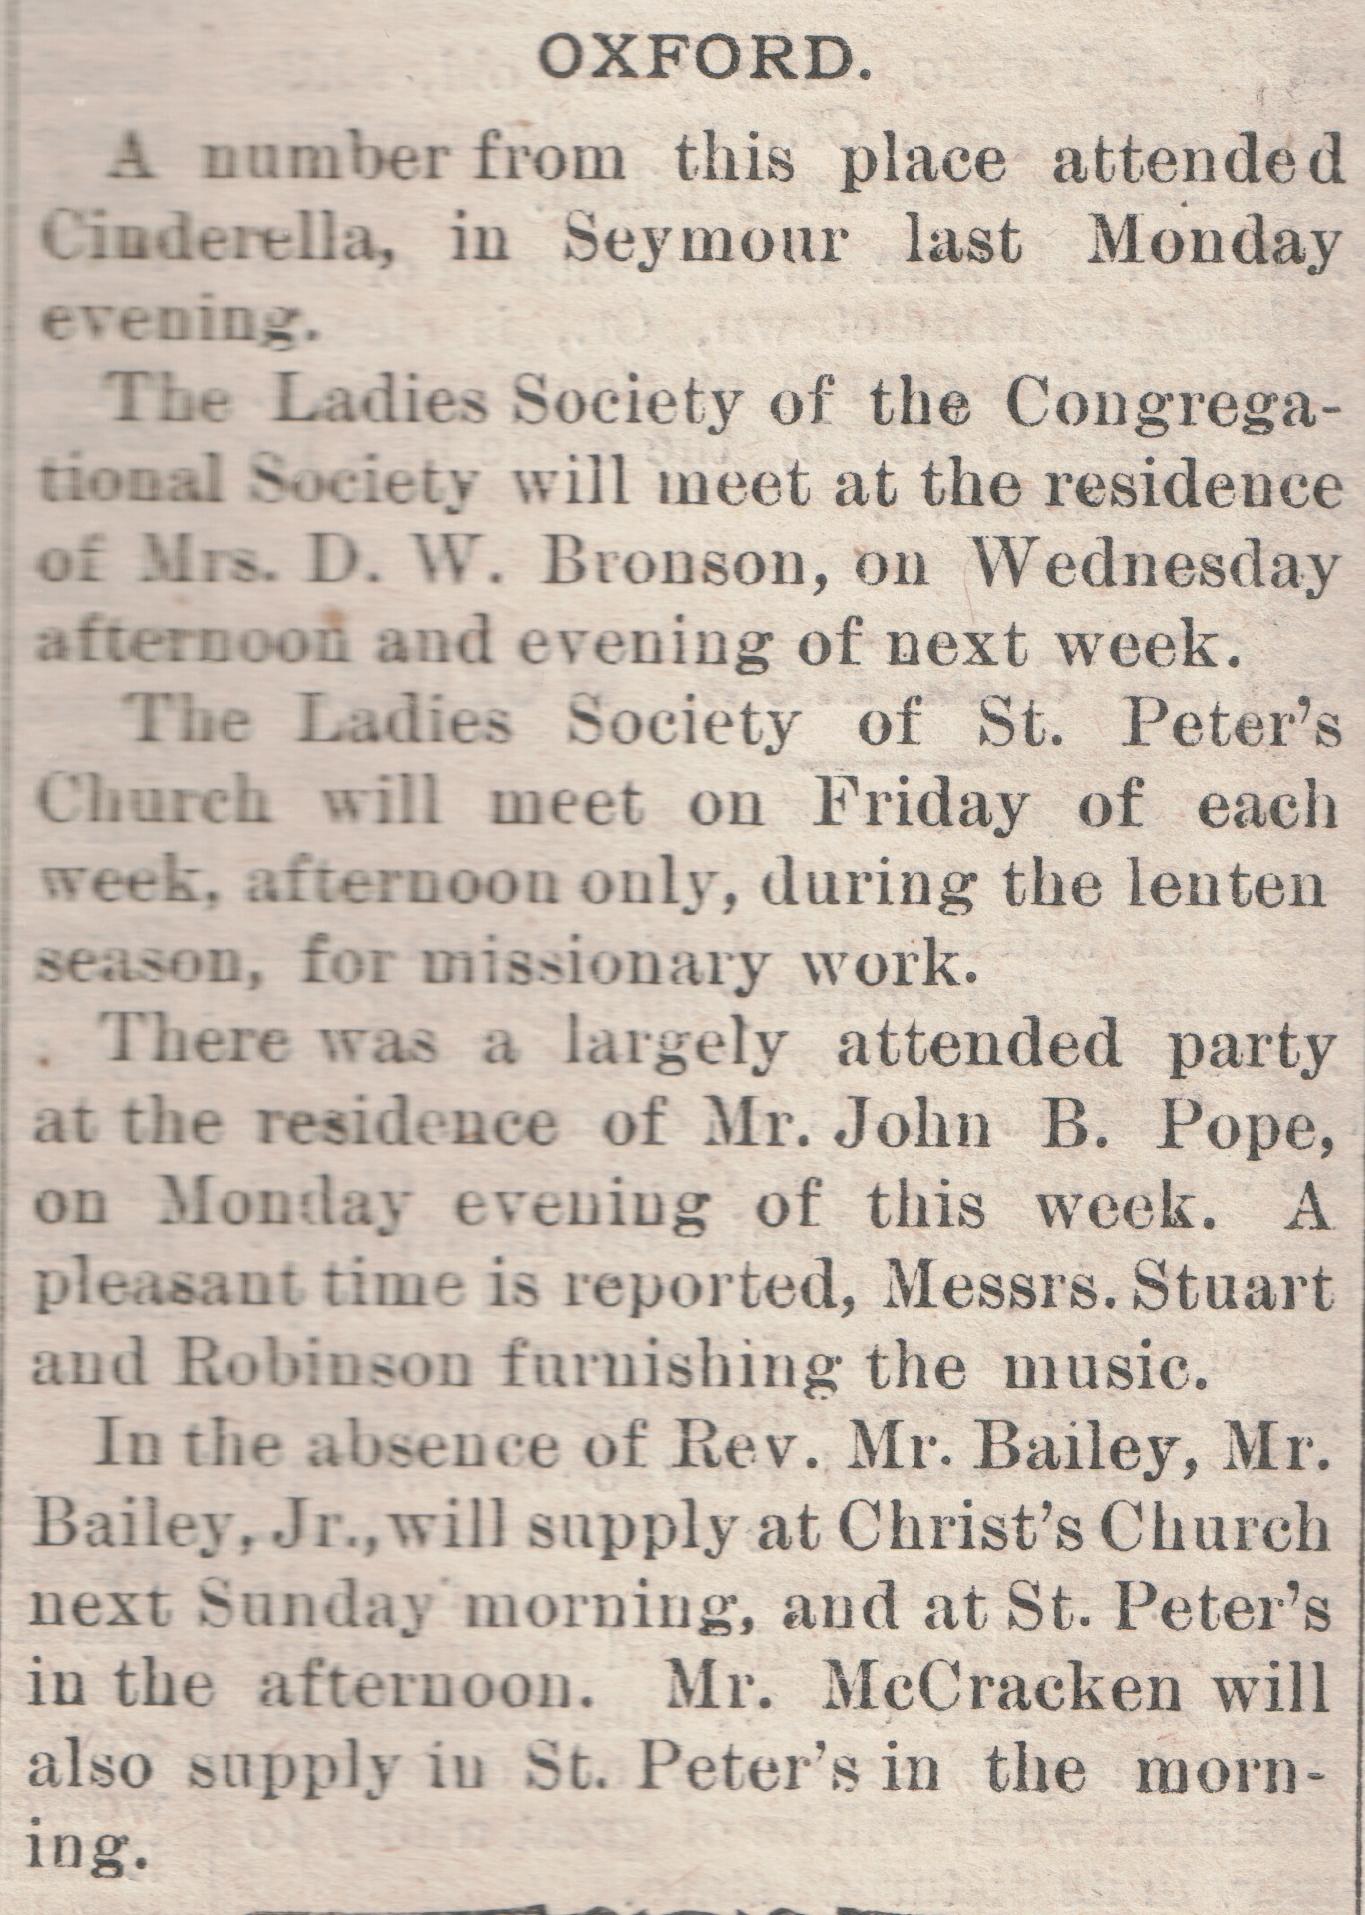 OXFORD.
A number from this place attended
Cinderella, in Seymour last Monday
evening.
The Ladies Society of the Congrega-
tional Society will meet at the residence
of Mrs. D. W. Bronson, on Wednesday
afternoon and evening of next week.
The Ladies Society of St. Peter's
Church will meet on Friday of each
week, afternoon only, during the lenten
season, for missionary work.
There was a largely attended party
at the residence of Mr. John B. Pope,
on Monday evening of this week. A
pleasant time is reported, Messrs. Stuart
and Robinson furnishing the music.
In the absence of Rev. Mr. Bailey, Mr.
Bailey, Jr., will supply at Christ's Church
next Sunday morning, and at St. Peter's
in the afternoon. Mr. McCracken will
also supply in St. Peter's in the morn-
ing.